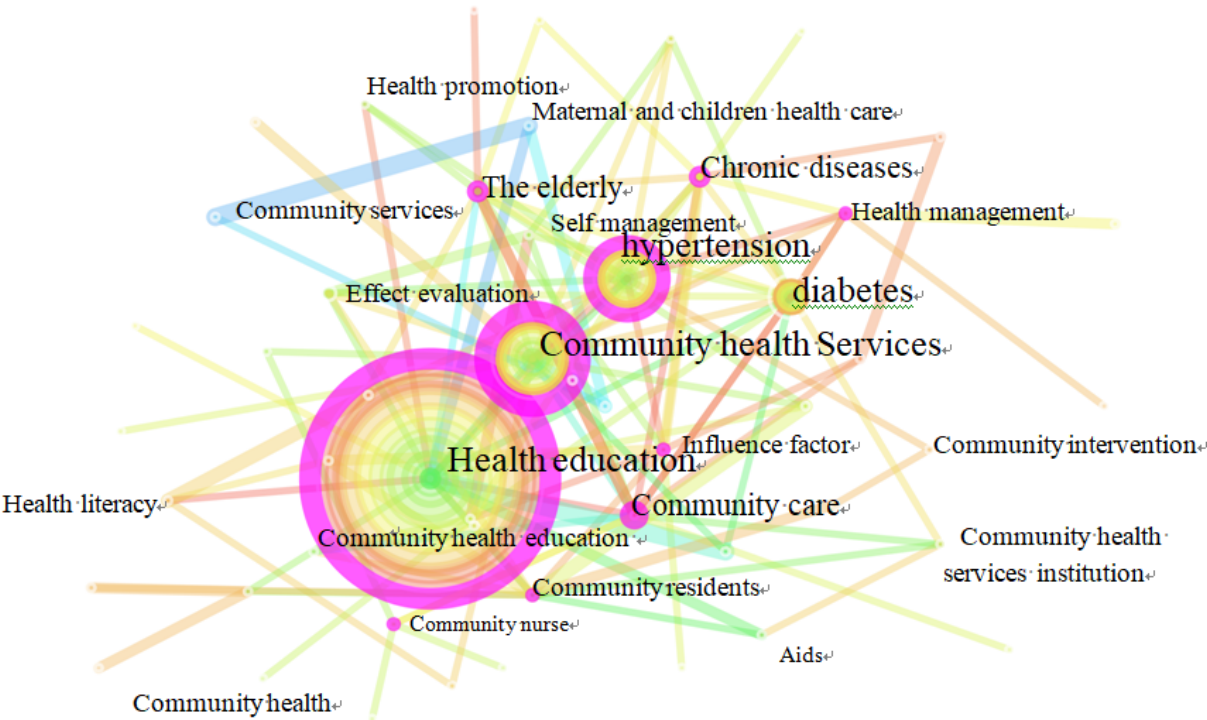 Health promotion
Maternal and children health care
Chronic diseases
The elderly
Community services
Health management
Self management
hypertension
Effect evaluation
diabetes
Community health Services
Influence factor
Community intervention
Health education
Health literacy
Community care
Community health education
Community health
services institution
Community residents
Community nurse
Aids
Community health